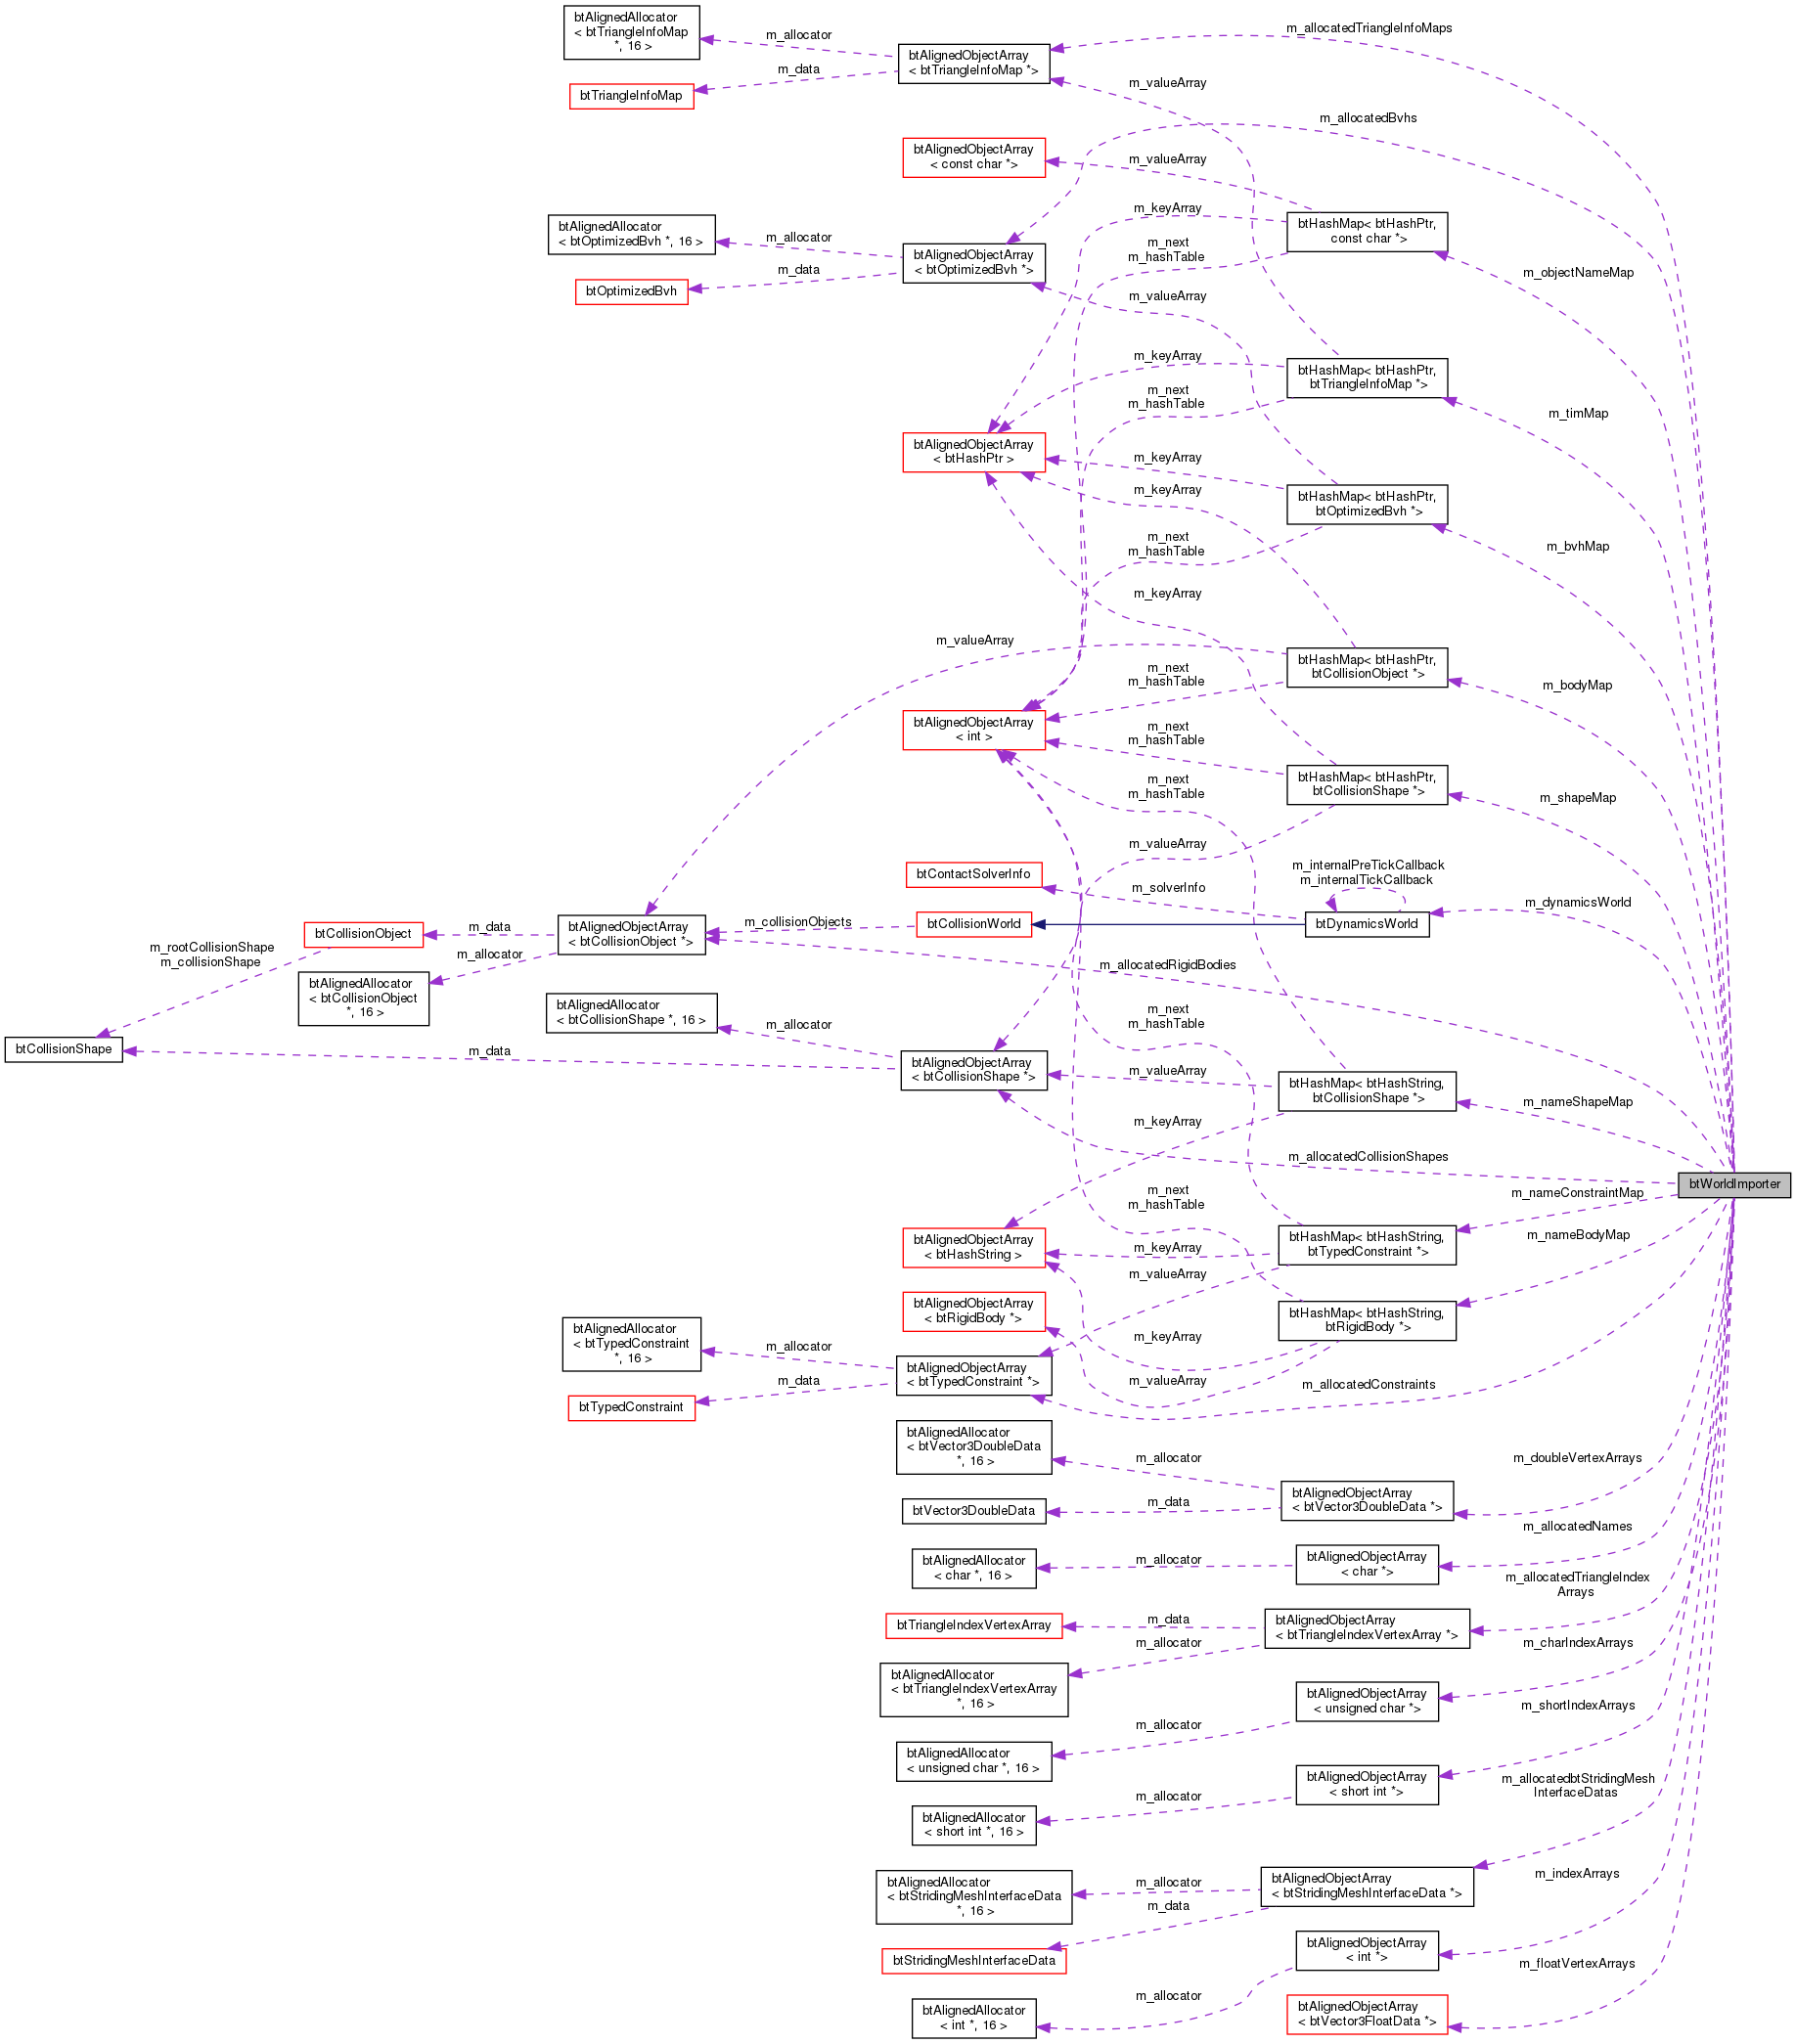 btAlignedAllocator
< btTriangleInfoMap
*, 16 >
m_allocator
btAlignedObjectArray
< btTriangleInfoMap *>
m_allocatedTriangleInfoMaps
m_data
btTriangleInfoMap
m_valueArray
m_allocatedBvhs
btAlignedObjectArray
< const char *>
m_valueArray
btAlignedAllocator
< btOptimizedBvh *, 16 >
m_allocator
btAlignedObjectArray
< btOptimizedBvh *>
m_keyArray
btHashMap< btHashPtr,
const char *>
m_next
m_hashTable
m_objectNameMap
m_data
btOptimizedBvh
m_valueArray
m_keyArray
btHashMap< btHashPtr,
btTriangleInfoMap *>
m_next
m_hashTable
m_timMap
btAlignedObjectArray
< btHashPtr >
m_keyArray
m_keyArray
btHashMap< btHashPtr,
btOptimizedBvh *>
m_next
m_hashTable
m_bvhMap
m_keyArray
m_valueArray
btHashMap< btHashPtr,
btCollisionObject *>
m_next
m_hashTable
m_bodyMap
btAlignedObjectArray
< int >
m_next
m_hashTable
m_next
m_hashTable
btHashMap< btHashPtr,
btCollisionShape *>
m_shapeMap
m_valueArray
btContactSolverInfo
m_solverInfo
m_internalPreTickCallback
m_internalTickCallback
btDynamicsWorld
m_dynamicsWorld
btCollisionWorld
m_collisionObjects
btAlignedObjectArray
< btCollisionObject *>
m_data
btCollisionObject
m_rootCollisionShape
m_collisionShape
m_allocator
btAlignedAllocator
< btCollisionObject
*, 16 >
m_allocatedRigidBodies
btAlignedAllocator
< btCollisionShape *, 16 >
m_allocator
m_next
m_hashTable
btCollisionShape
m_data
btAlignedObjectArray
< btCollisionShape *>
m_valueArray
btHashMap< btHashString,
btCollisionShape *>
m_nameShapeMap
m_keyArray
m_allocatedCollisionShapes
btWorldImporter
m_next
m_hashTable
m_nameConstraintMap
btAlignedObjectArray
< btHashString >
m_keyArray
btHashMap< btHashString,
btTypedConstraint *>
m_nameBodyMap
m_valueArray
btAlignedObjectArray
< btRigidBody *>
btHashMap< btHashString,
btRigidBody *>
m_keyArray
btAlignedAllocator
< btTypedConstraint
*, 16 >
m_allocator
btAlignedObjectArray
< btTypedConstraint *>
m_valueArray
m_allocatedConstraints
m_data
btTypedConstraint
btAlignedAllocator
< btVector3DoubleData
*, 16 >
m_allocator
m_doubleVertexArrays
btVector3DoubleData
m_data
btAlignedObjectArray
< btVector3DoubleData *>
m_allocatedNames
btAlignedAllocator
< char *, 16 >
m_allocator
btAlignedObjectArray
< char *>
m_allocatedTriangleIndex
Arrays
btTriangleIndexVertexArray
m_data
btAlignedObjectArray
< btTriangleIndexVertexArray *>
m_allocator
m_charIndexArrays
btAlignedAllocator
< btTriangleIndexVertexArray
*, 16 >
btAlignedObjectArray
< unsigned char *>
m_shortIndexArrays
m_allocator
btAlignedAllocator
< unsigned char *, 16 >
btAlignedObjectArray
< short int *>
m_allocatedbtStridingMesh
InterfaceDatas
m_allocator
btAlignedAllocator
< short int *, 16 >
btAlignedAllocator
< btStridingMeshInterfaceData
*, 16 >
m_allocator
btAlignedObjectArray
< btStridingMeshInterfaceData *>
m_indexArrays
m_data
btStridingMeshInterfaceData
btAlignedObjectArray
< int *>
m_floatVertexArrays
m_allocator
btAlignedAllocator
< int *, 16 >
btAlignedObjectArray
< btVector3FloatData *>